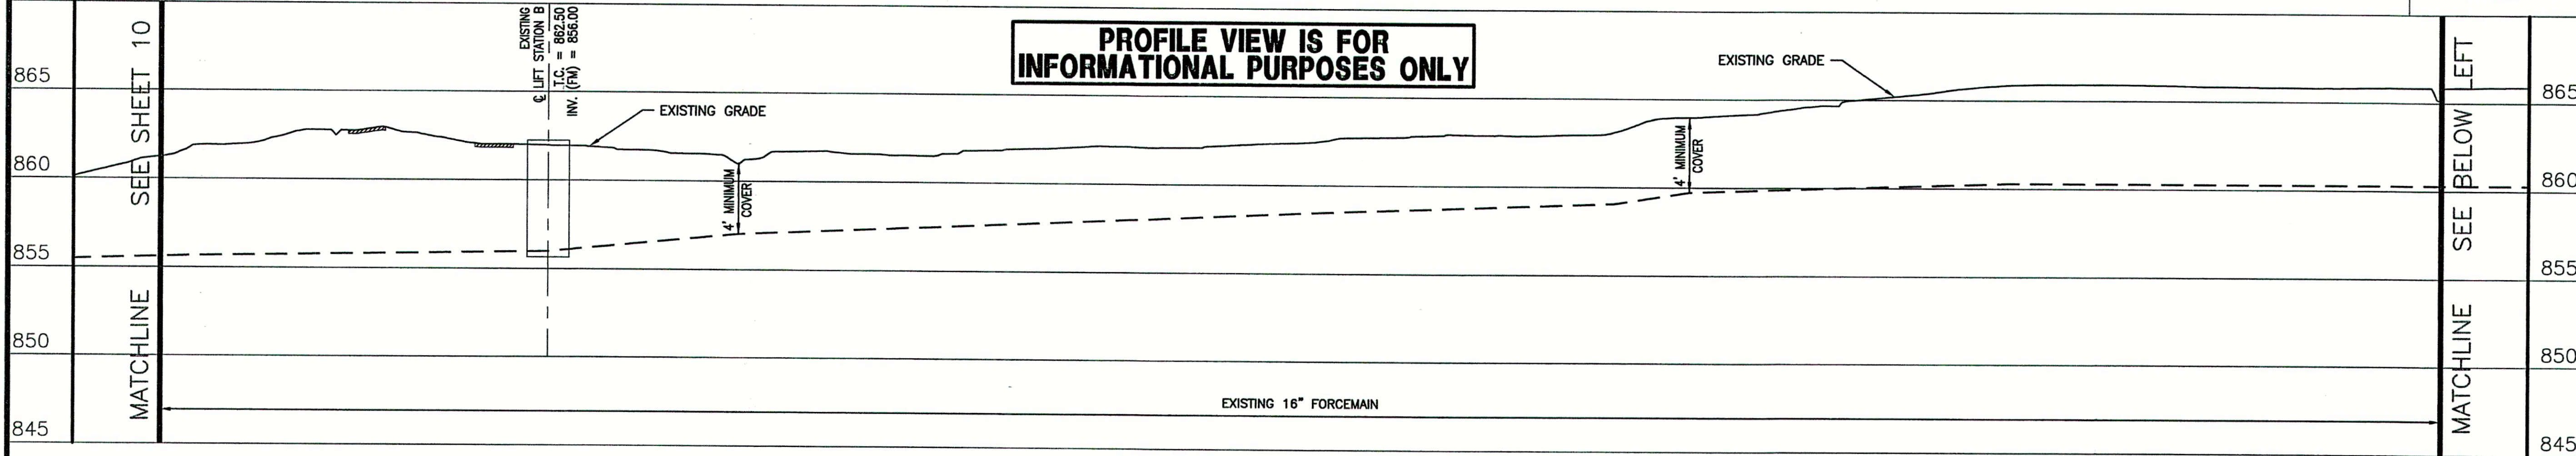 865
860
855
850
845
MATCHLINE SEE SHEET 10
EXISTING
℄ LIFT STATION B
T.C. = 862.50
INV. (FM) = 856.00
EXISTING GRADE
4' MINIMUM
COVER
PROFILE VIEW IS FOR
INFORMATIONAL PURPOSES ONLY
EXISTING GRADE
4' MINIMUM
COVER
EXISTING 16" FORCEMAIN
MATCHLINE SEE BELOW LEFT
865
860
855
850
845